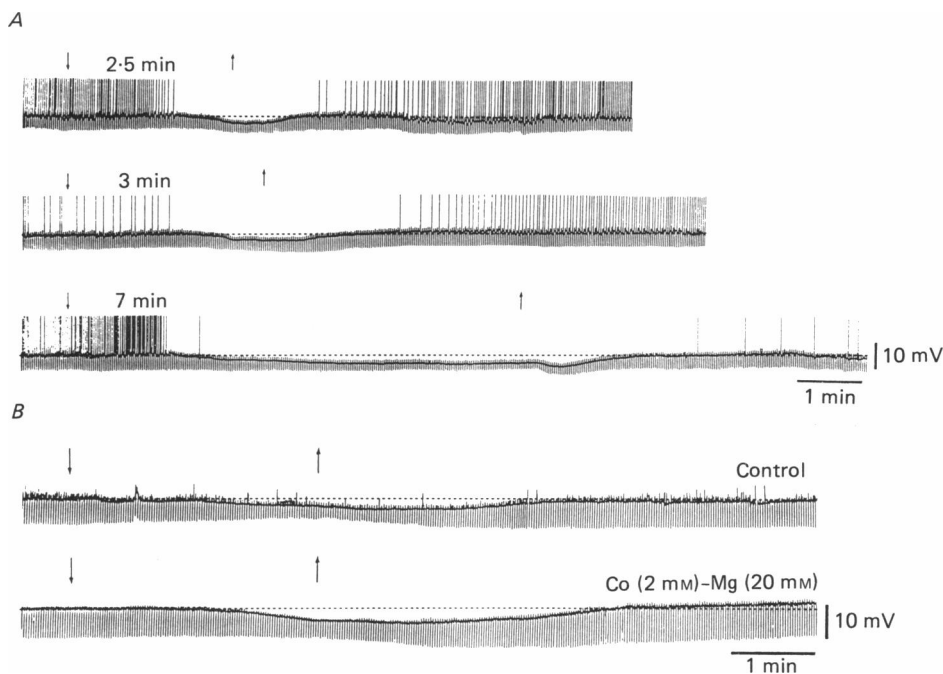 A
2·5 min
3 min
7 min
10 mV
1 min
B
Control
Co (2 mM)–Mg (20 mM)
10 mV
1 min